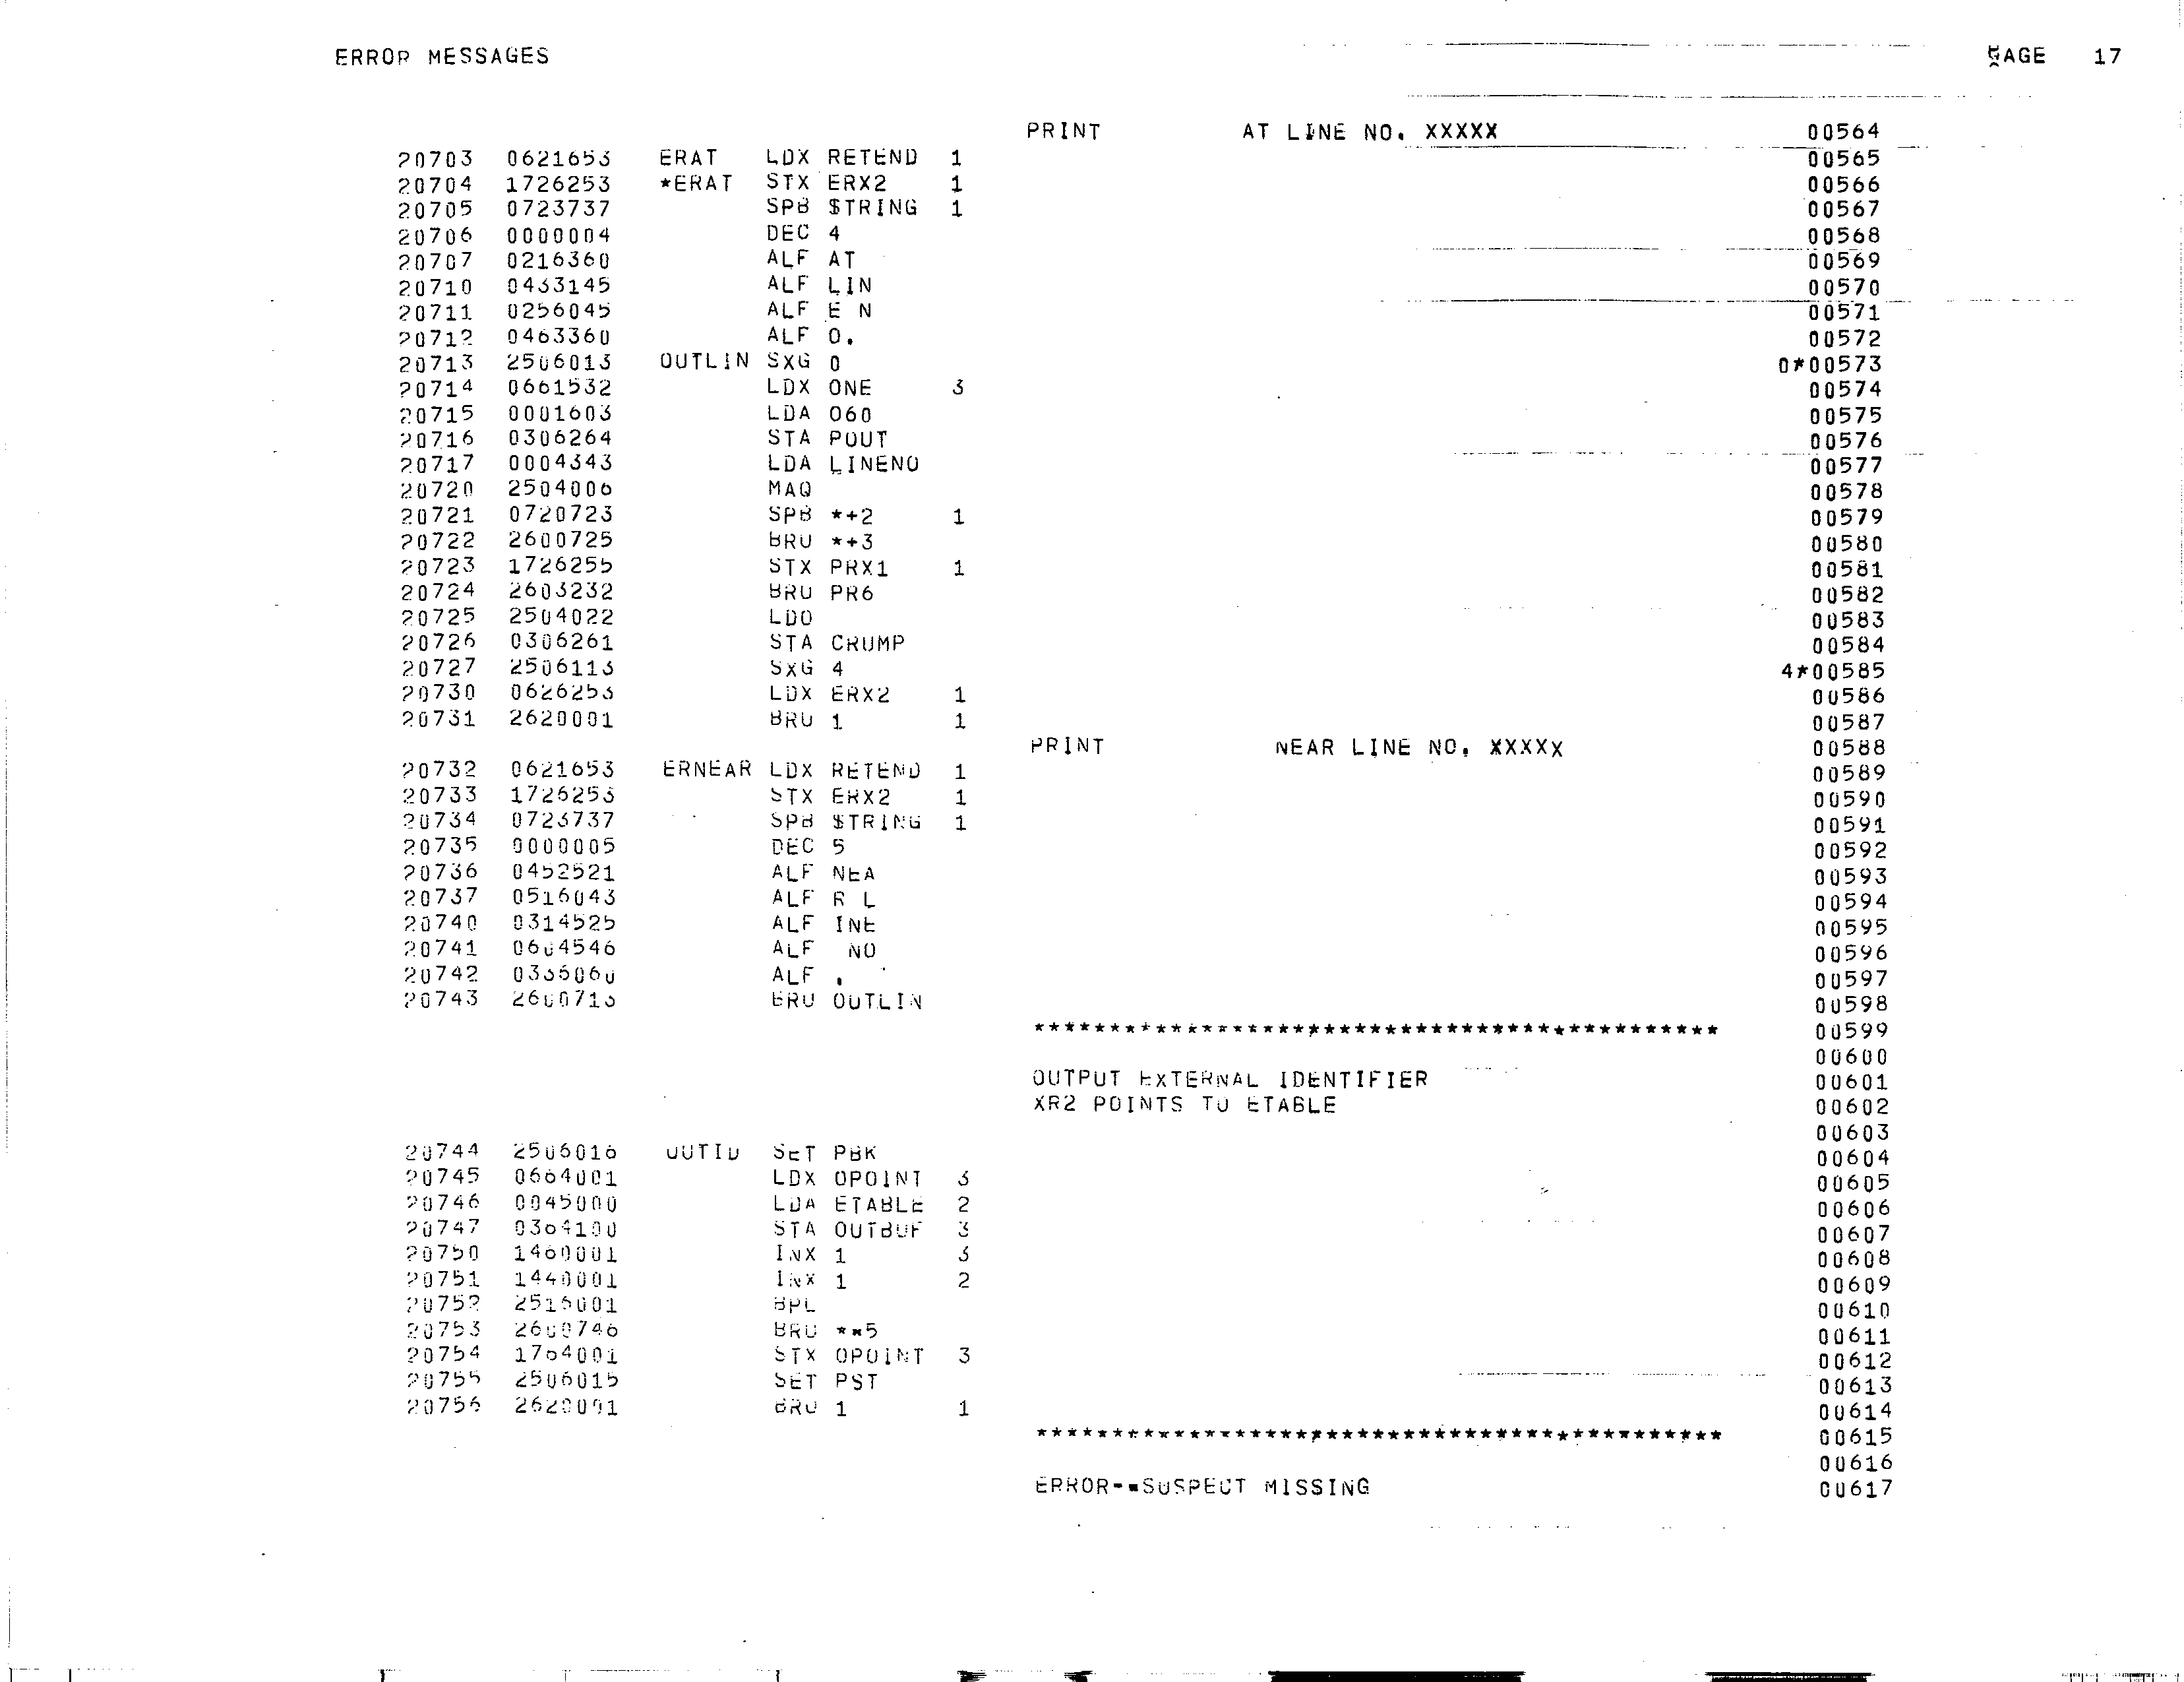 ERROR MESSAGES PAGE 17
PRINT AT LINE NO. XXXXX 00564
20703 0621653 ERAT LDX RETEND 1 00565
20704 1726253 *ERAT STX ERX2 1 00566
20705 0723737 SPB $TRING 1 00567
20706 0000004 DEC 4 00568
20707 0216360 ALF AT 00569
20710 0433145 ALF LIN 00570
20711 0256045 ALF E N 00571
20712 0463360 ALF O. 00572
20713 2506013 OUTLIN SXG 0 0*00573
20714 0661532 LDX ONE 3 00574
20715 0001603 LDA O60 00575
20716 0306264 STA POUT 00576
20717 0004343 LDA LINENO 00577
20720 2504006 MAQ 00578
20721 0720723 SPB *+2 1 00579
20722 2600725 BRU *+3 00580
20723 1726255 STX PRX1 1 00581
20724 2603232 BRU PR6 00582
20725 2504022 LDO 00583
20726 0306261 STA CRUMP 00584
20727 2506113 SXG 4 4*00585
20730 0626253 LDX ERX2 1 00586
20731 2620001 BRU 1 1 00587
PRINT NEAR LINE NO. XXXXX 00588
20732 0621653 ERNEAR LDX RETEND 1 00589
20733 1726253 STX ERX2 1 00590
20734 0723737 SPB $TRING 1 00591
20735 0000005 DEC 5 00592
20736 0452521 ALF NEA 00593
20737 0516043 ALF R L 00594
20740 0314525 ALF INE 00595
20741 0604546 ALF NO 00596
20742 0336060 ALF . 00597
20743 2600713 BRU OUTLIN 00598
********************************************* 00599
00600
OUTPUT EXTERNAL IDENTIFIER 00601
XR2 POINTS TO ETABLE 00602
00603
20744 2506016 OUTID SET PBK 00604
20745 0664001 LDX OPOINT 3 00605
20746 0045000 LDA ETABLE 2 00606
20747 0364100 STA OUTBUF 3 00607
20750 1460001 INX 1 3 00608
20751 1440001 INX 1 2 00609
20752 2516001 BPL 00610
20753 2600746 BRU *-5 00611
20754 1764001 STX OPOINT 3 00612
20755 2506015 SET PST 00613
20756 2620001 BRU 1 1 00614
********************************************* 00615
00616
ERROR--SUSPECT MISSING 00617